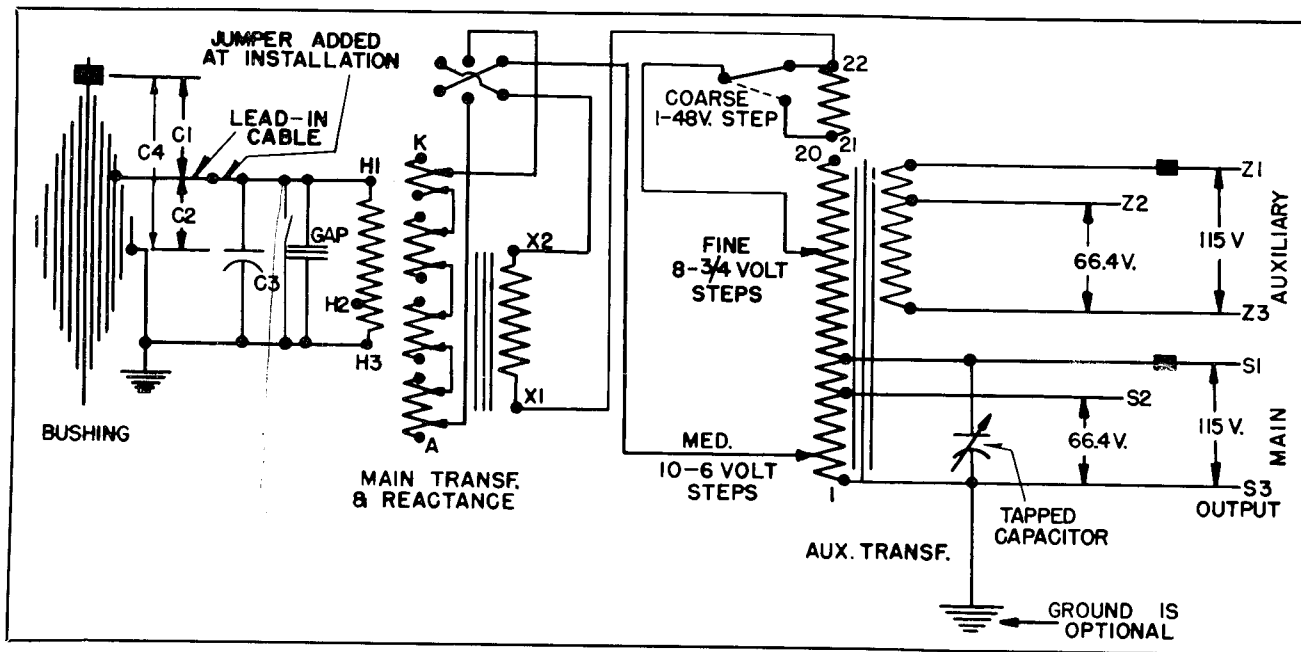 JUMPER ADDED
AT INSTALLATION
LEAD-IN
CABLE
C4
C1
C2
C3
GAP
H1
H2
H3
BUSHING
K
A
X2
X1
MAIN TRANSF.
& REACTANCE
COARSE
1-48V. STEP
22
21
20
FINE
8-3/4 VOLT
STEPS
MED.
10-6 VOLT
STEPS
1
AUX. TRANSF.
TAPPED
CAPACITOR
GROUND IS
OPTIONAL
Z1
Z2
Z3
66.4V.
115 V
AUXILIARY
S1
S2
S3
66.4V.
115 V.
MAIN
OUTPUT